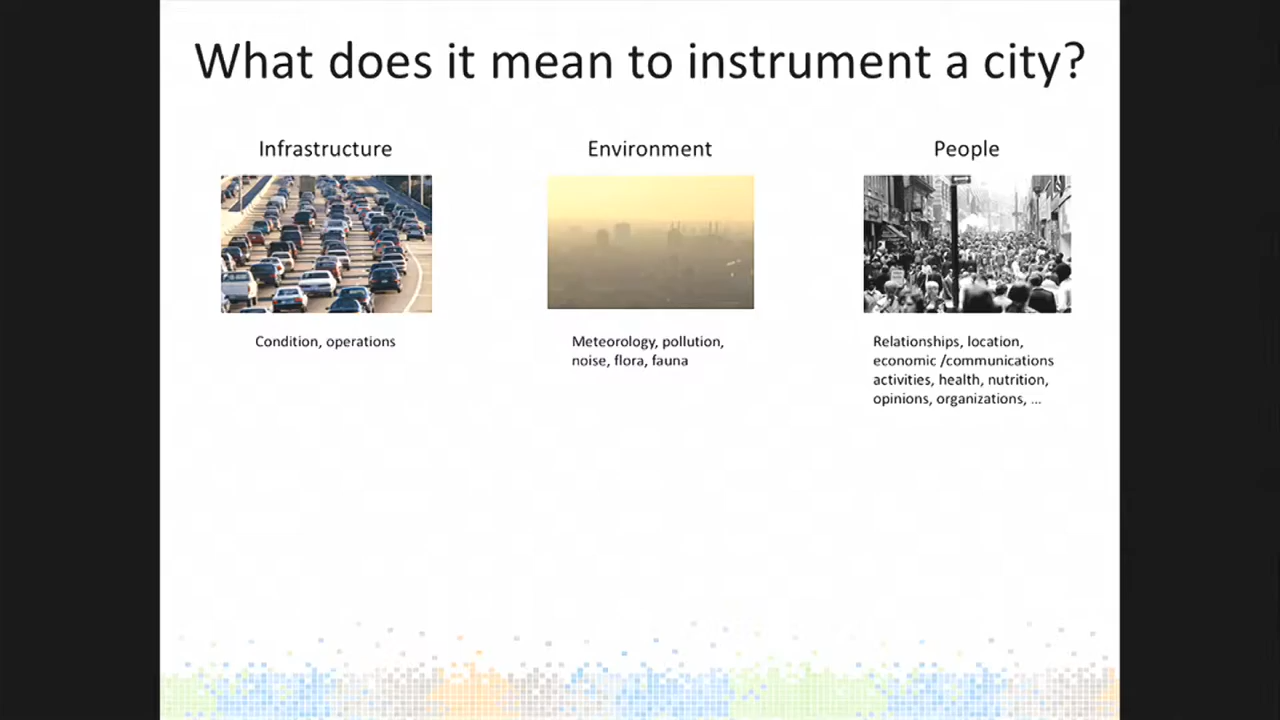 What does it mean to instrument a city?
Infrastructure
Environment
People
Condition, operations
Meteorology, pollution,
noise, flora, fauna
Relationships, location,
economic /communications
activities, health, nutrition,
opinions, organizations, ...